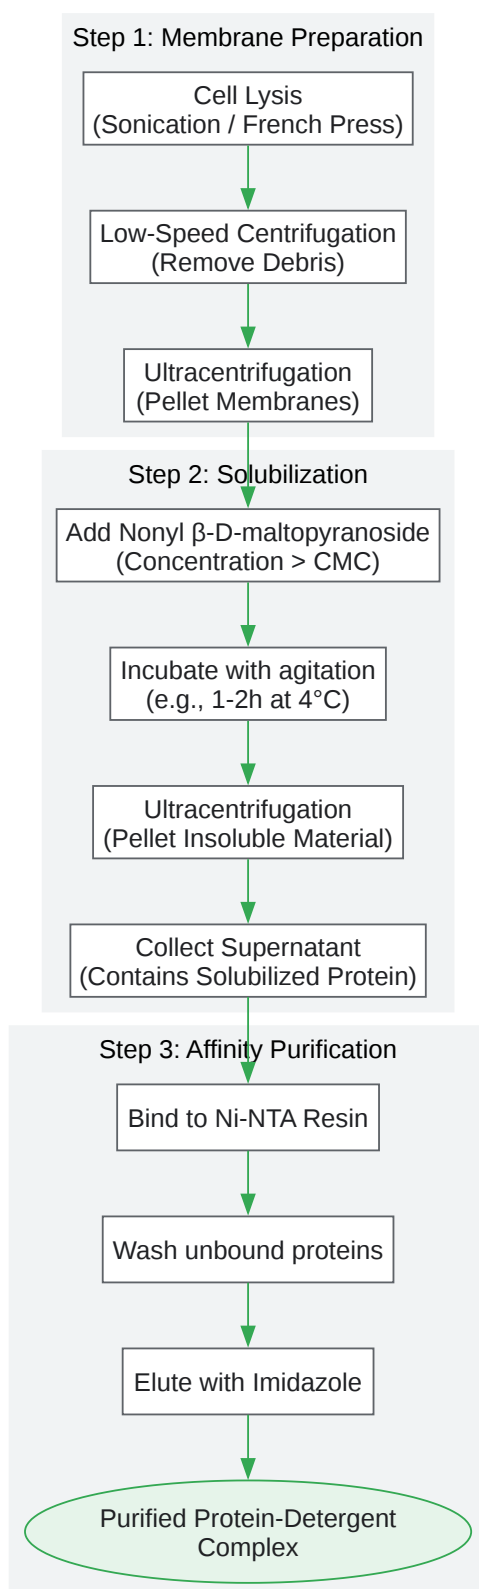 Step 1: Membrane Preparation
Cell Lysis
(Sonication / French Press)
Low-Speed Centrifugation
(Remove Debris)
Ultracentrifugation
(Pellet Membranes)
Step 2: Solubilization
Add Nonyl β-D-maltopyranoside
(Concentration > CMC)
Incubate with agitation
(e.g., 1-2h at 4°C)
Ultracentrifugation
(Pellet Insoluble Material)
Collect Supernatant
(Contains Solubilized Protein)
Step 3: Affinity Purification
Bind to Ni-NTA Resin
Wash unbound proteins
Elute with Imidazole
Purified Protein-Detergent
Complex